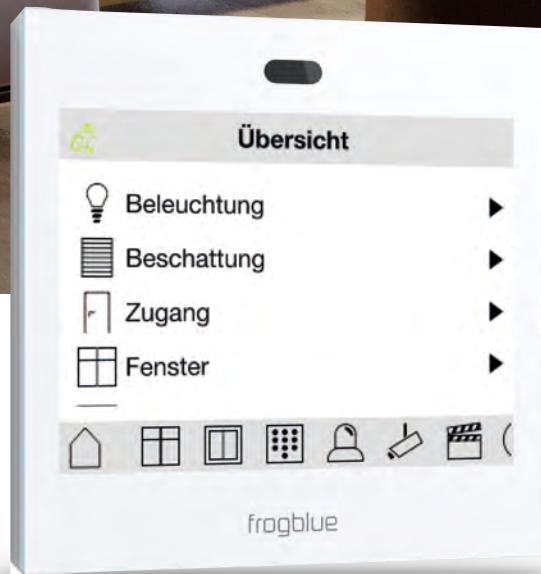 Übersicht
Beleuchtung
Beschattung
Zugang
Fenster
frogblue